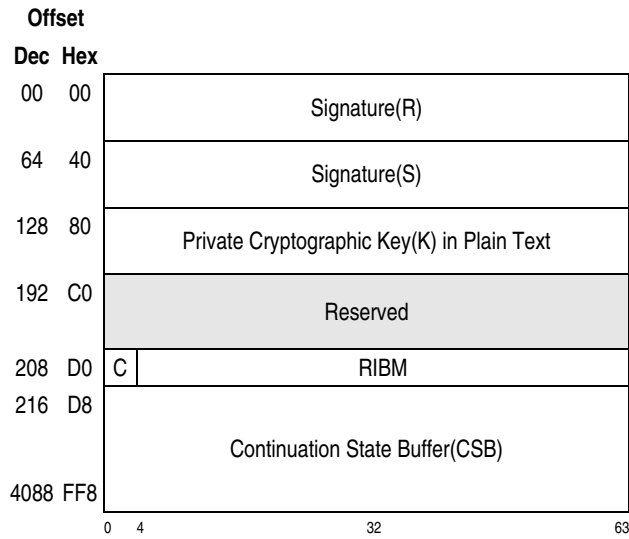 Offset
Dec Hex
00 00
Signature(R)
64 40
Signature(S)
128 80
Private Cryptographic Key(K) in Plain Text
192 C0
Reserved
208 D0 C RIBM
216 D8
Continuation State Buffer(CSB)
4088 FF8
0 4 32 63